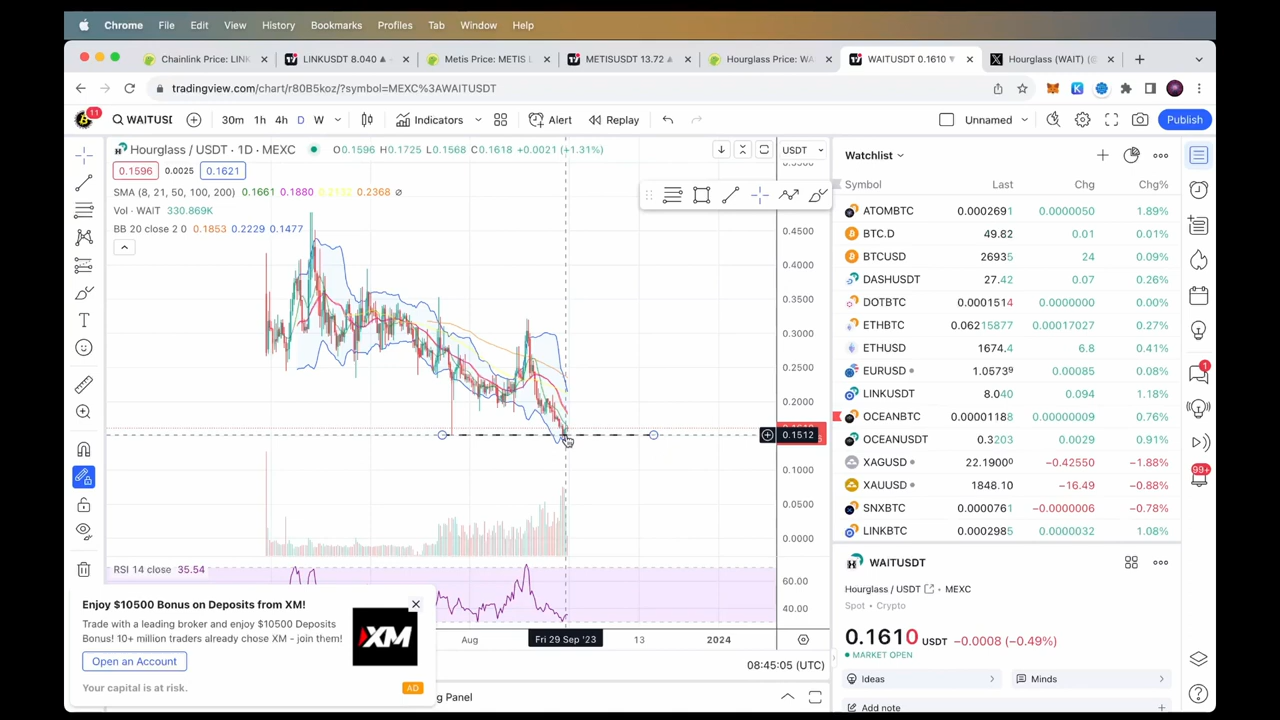 Chrome File Edit View History Bookmarks Profiles Tab Window Help
Chainlink Price: LINK LINKUSDT 8.040 ▲ Metis Price: METIS METISUSDT 13.72 ▲ Hourglass Price: WA WAITUSDT 0.1610 ▼ Hourglass (WAIT) (@
tradingview.com/chart/r80B5koz/?symbol=MEXC%3AWAITUSDT
11 WAITUSD 30m 1h 4h D W Indicators Alert Replay Unnamed Publish
Hourglass / USDT · 1D · MEXC O0.1596 H0.1725 L0.1568 C0.1618 +0.0021 (+1.31%) USDT
0.1596 0.0025 0.1621
SMA (8, 21, 50, 100, 200) 0.1661 0.1880 0.2368 ∅
Vol · WAIT 330.869K
BB 20 close 2 0 0.1853 0.2229 0.1477
0.4500
0.4000
0.3500
0.3000
0.2500
0.2000
0.1512
0.1000
0.0500
0.0000
RSI 14 close 35.54
60.00
40.00
Aug Fri 29 Sep '23 13 2024
08:45:05 (UTC)
Enjoy $10500 Bonus on Deposits from XM!
Trade with a leading broker and enjoy $10500 Deposits
Bonus! 10+ million traders already chose XM - join them!
XM
Open an Account
Your capital is at risk. AD
g Panel
Watchlist
Symbol Last Chg Chg%
ATOMBTC 0.0002691 0.0000050 1.89%
BTC.D 49.82 0.01 0.01%
BTCUSD 26935 24 0.09%
DASHUSDT 27.42 0.07 0.26%
DOTBTC 0.0001514 0.0000000 0.00%
ETHBTC 0.06215877 0.00017027 0.27%
ETHUSD 1674.4 6.8 0.41%
EURUSD 1.05739 0.00085 0.08%
LINKUSDT 8.040 0.094 1.18%
OCEANBTC 0.00001188 0.00000009 0.76%
OCEANUSDT 0.3203 0.0029 0.91%
XAGUSD 22.19000 −0.42550 −1.88%
XAUUSD 1848.10 −16.49 −0.88%
SNXBTC 0.0000761 −0.0000006 −0.78%
LINKBTC 0.0002985 0.0000032 1.08%
1
99+
WAITUSDT
Hourglass / USDT MEXC
Spot • Crypto
0.1610 USDT −0.0008 (−0.49%)
MARKET OPEN
Ideas Minds
Add note